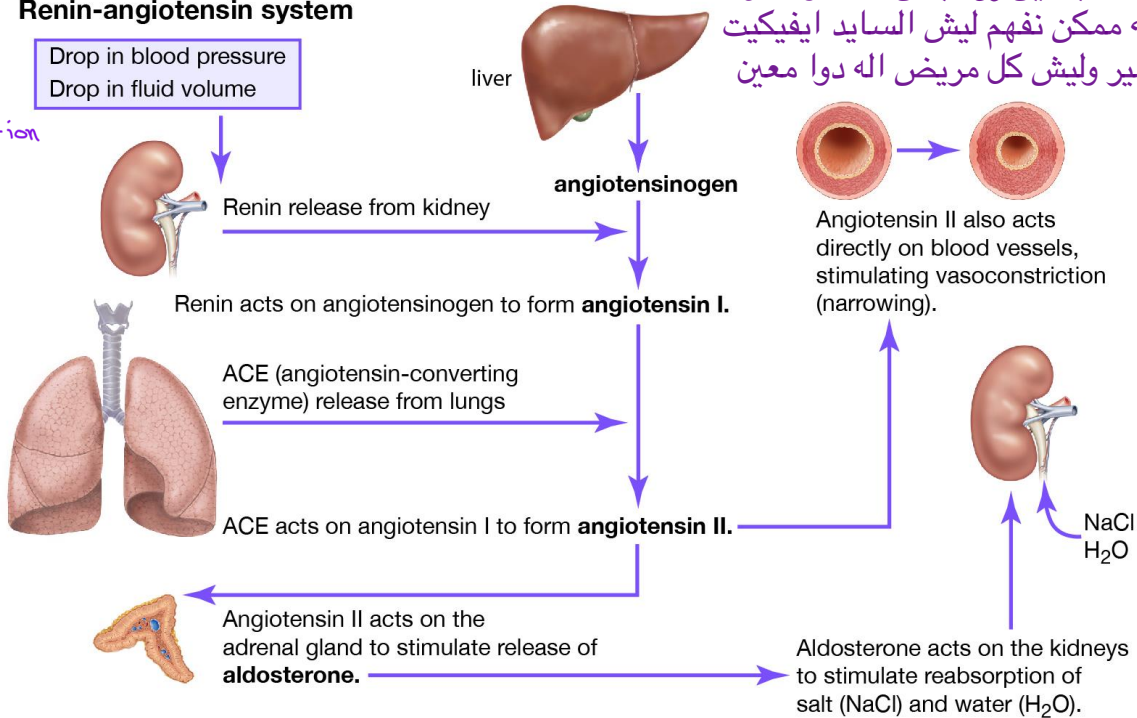 Renin-angiotensin system
Drop in blood pressure
Drop in fluid volume
liver
ممكن نفهم ليش السايد ايفيكيت
وليش كل مريض اله دوا معين
angiotensinogen
Renin release from kidney
Renin acts on angiotensinogen to form angiotensin I.
Angiotensin II also acts
directly on blood vessels,
stimulating vasoconstriction
(narrowing).
ACE (angiotensin-converting
enzyme) release from lungs
ACE acts on angiotensin I to form angiotensin II.
NaCl
H₂O
Angiotensin II acts on the
adrenal gland to stimulate release of
aldosterone.
Aldosterone acts on the kidneys
to stimulate reabsorption of
salt (NaCl) and water (H₂O).